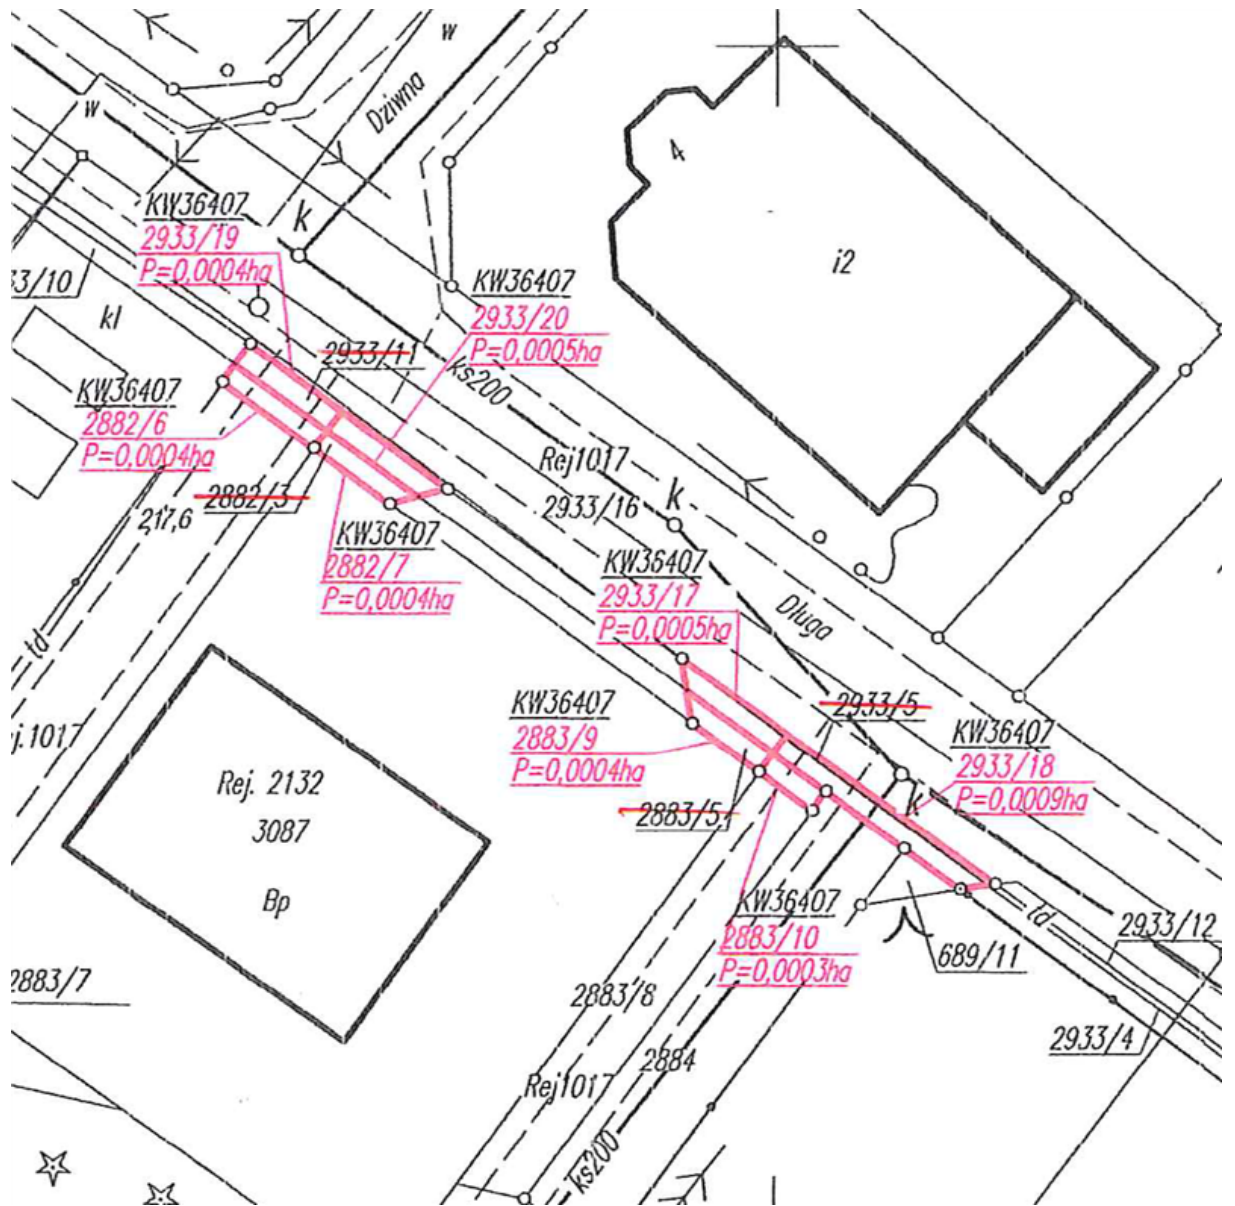 w
w
Dziwna
4
KW36407
2933/19
P=0,0004ha
k
33/10
kl
KW36407
2933/20
P=0,0005ha
i2
2933/11
ks200
KW36407
2882/6
P=0,0004ha
2882/3
217,6
Rej1017
2933/16
k
KW36407
2882/7
P=0,0004ha
KW36407
2933/17
P=0,0005ha
Długa
td
j.1017
KW36407
2883/9
P=0,0004ha
2933/5
KW36407
2933/18
P=0,0009ha
k
Rej. 2132
3087
Bp
2883/5
KW36407
2883/10
P=0,0003ha
td
2933/12
689/11
2883/7
2883/8
2933/4
2884
Rej1017
ks200